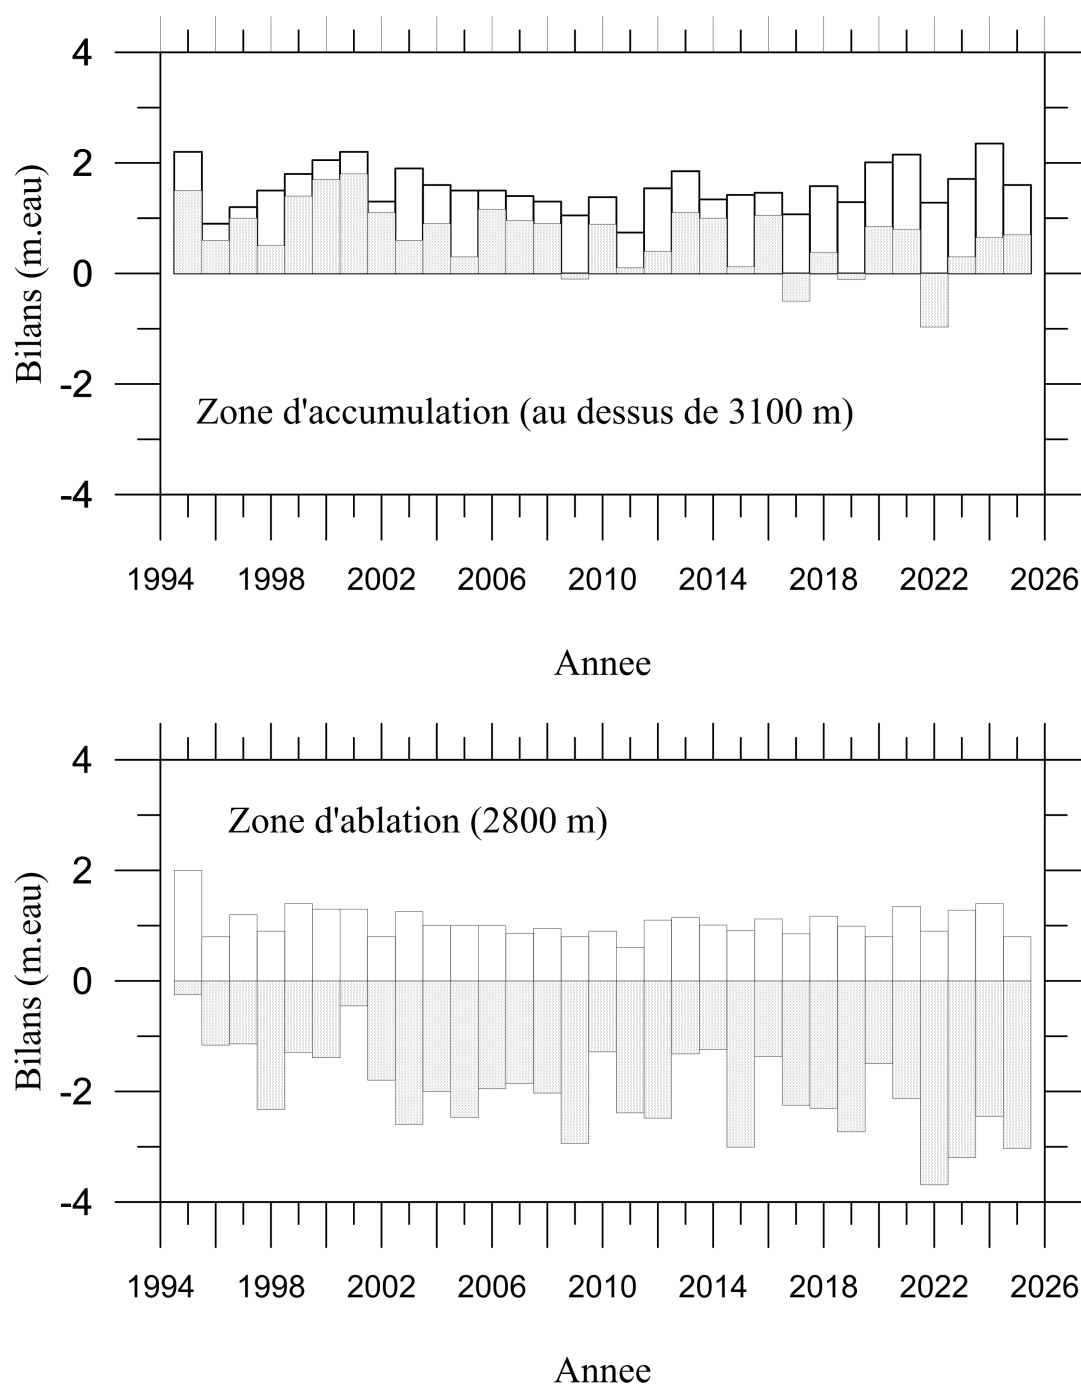 4
2
0
-2
-4
Bilans (m.eau)
Zone d'accumulation (au dessus de 3100 m)
1994 1998 2002 2006 2010 2014 2018 2022 2026
Annee
4
2
0
-2
-4
Bilans (m.eau)
Zone d'ablation (2800 m)
1994 1998 2002 2006 2010 2014 2018 2022 2026
Annee